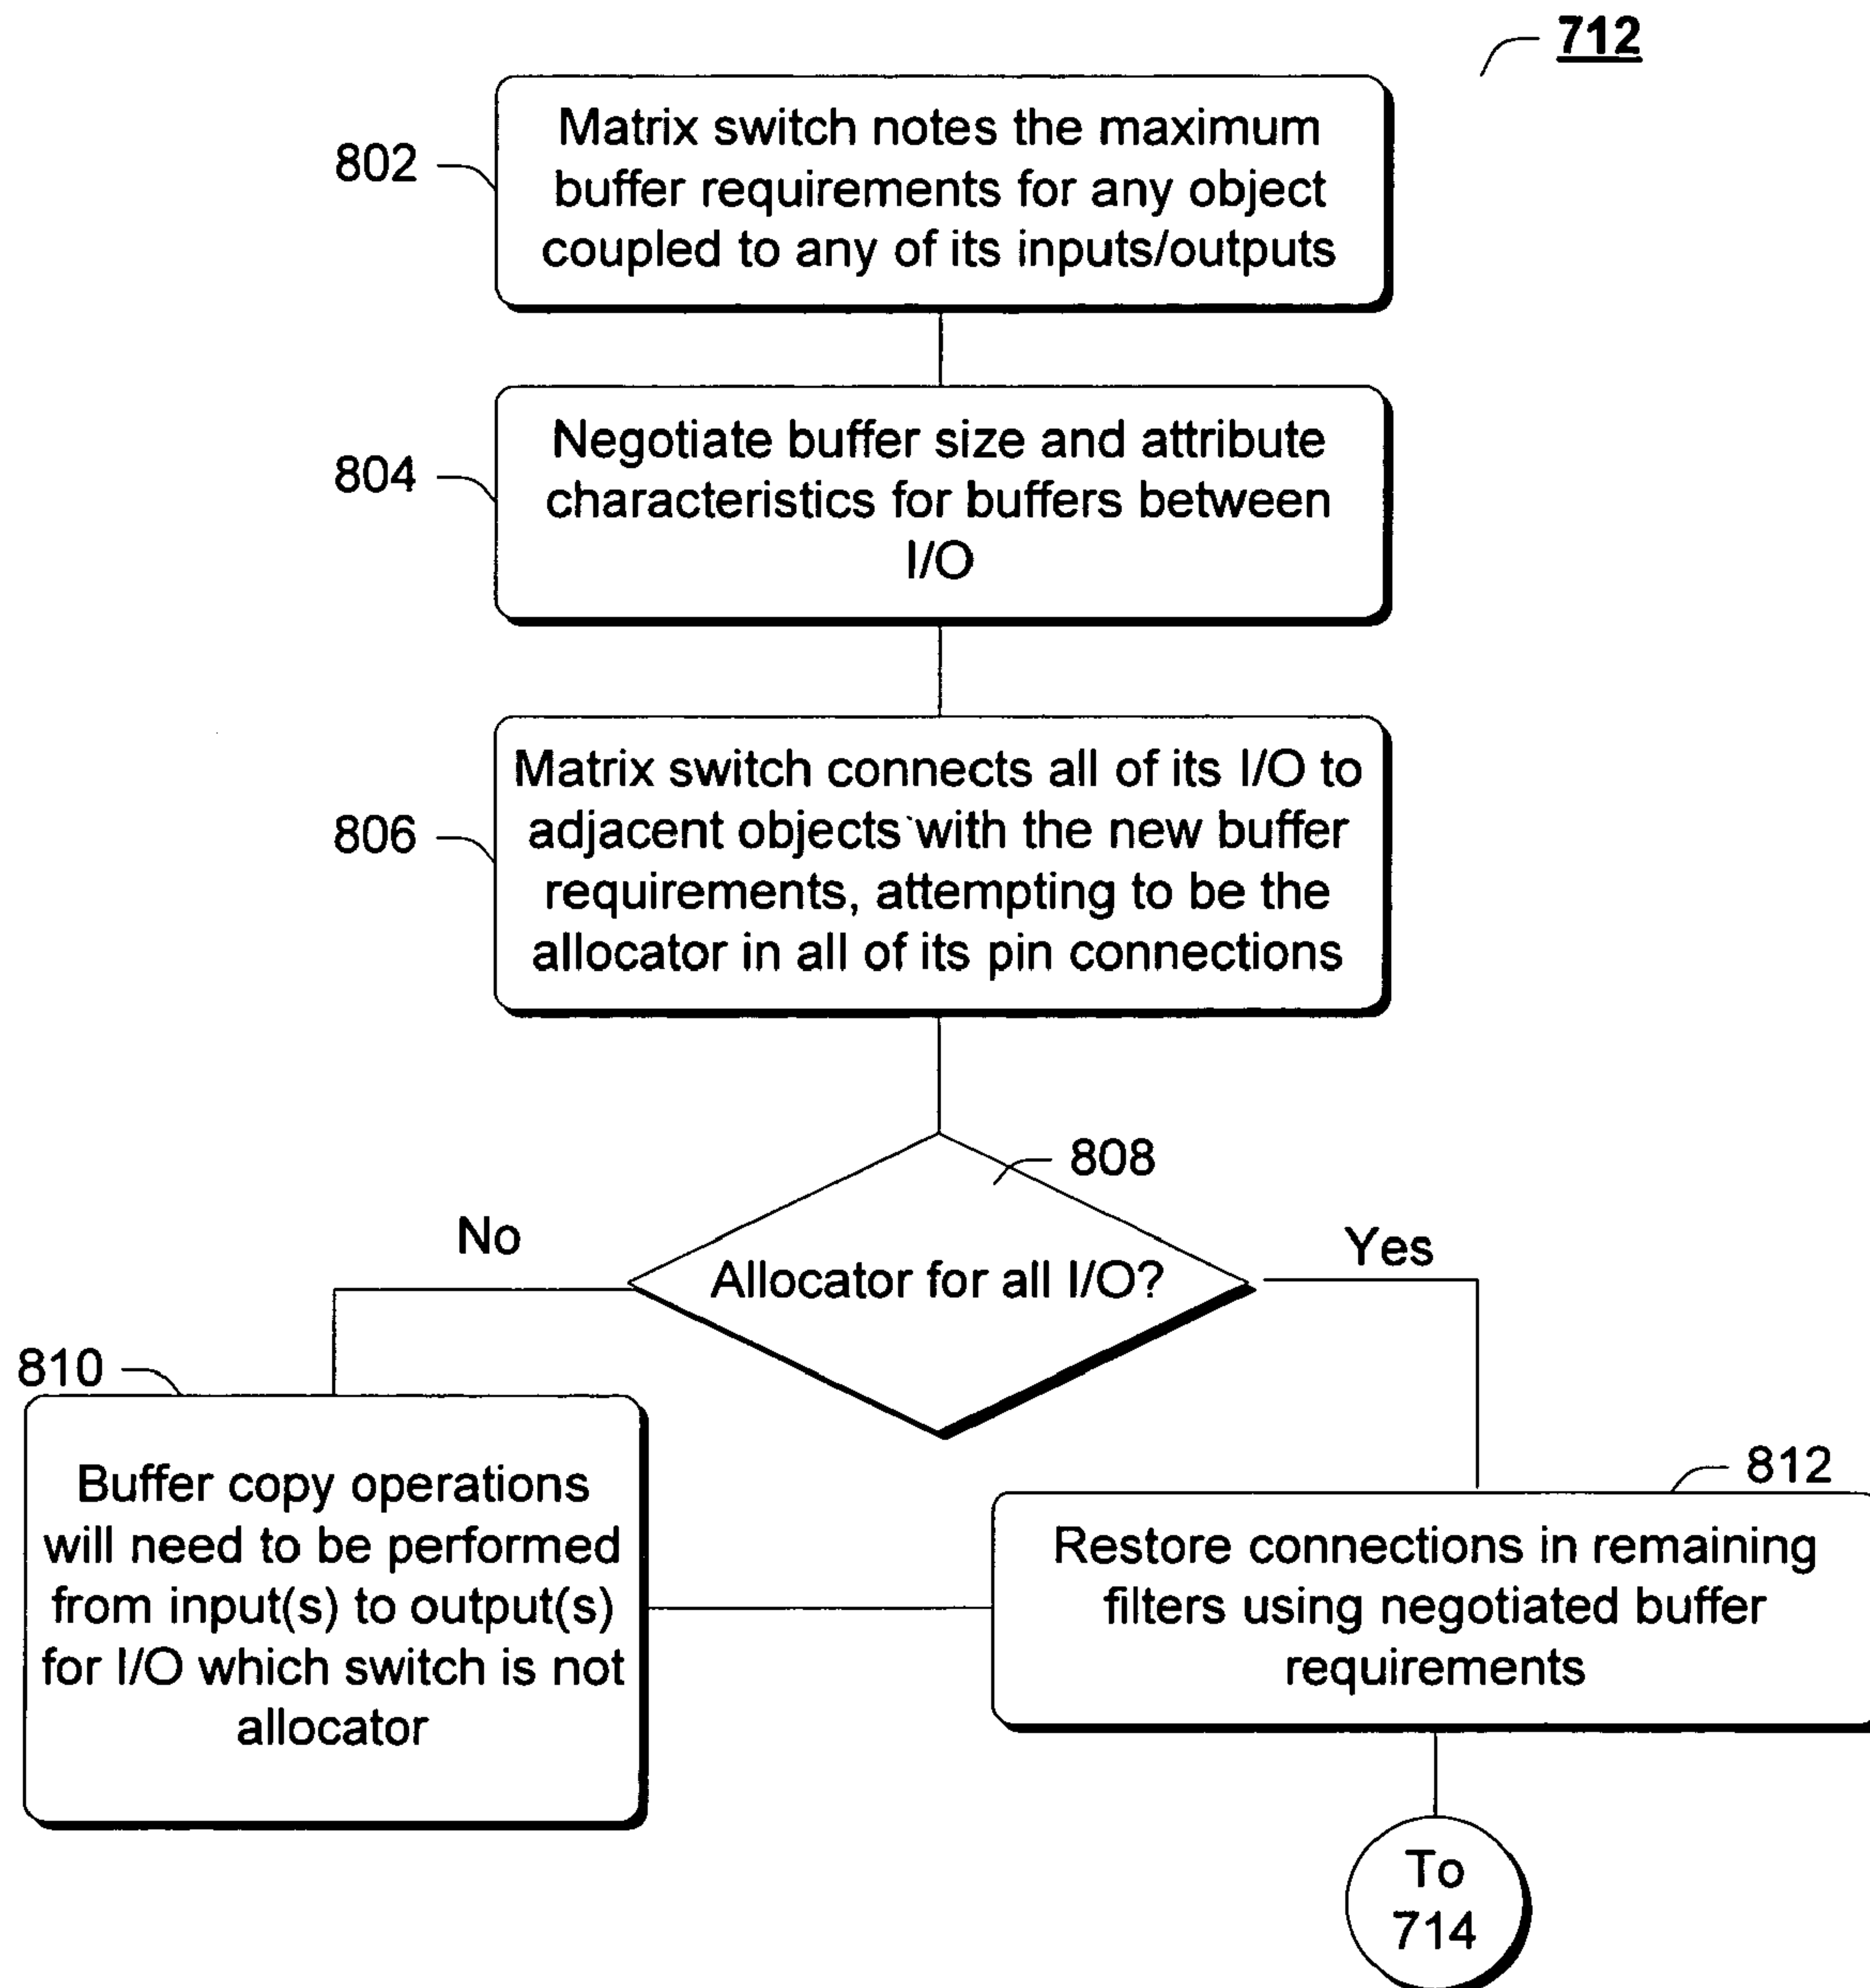 712
802
Matrix switch notes the maximum
buffer requirements for any object
coupled to any of its inputs/outputs
804
Negotiate buffer size and attribute
characteristics for buffers between
I/O
806
Matrix switch connects all of its I/O to
adjacent objects with the new buffer
requirements, attempting to be the
allocator in all of its pin connections
808
No
Allocator for all I/O?
Yes
810
Buffer copy operations
will need to be performed
from input(s) to output(s)
for I/O which switch is not
allocator
812
Restore connections in remaining
filters using negotiated buffer
requirements
To
714